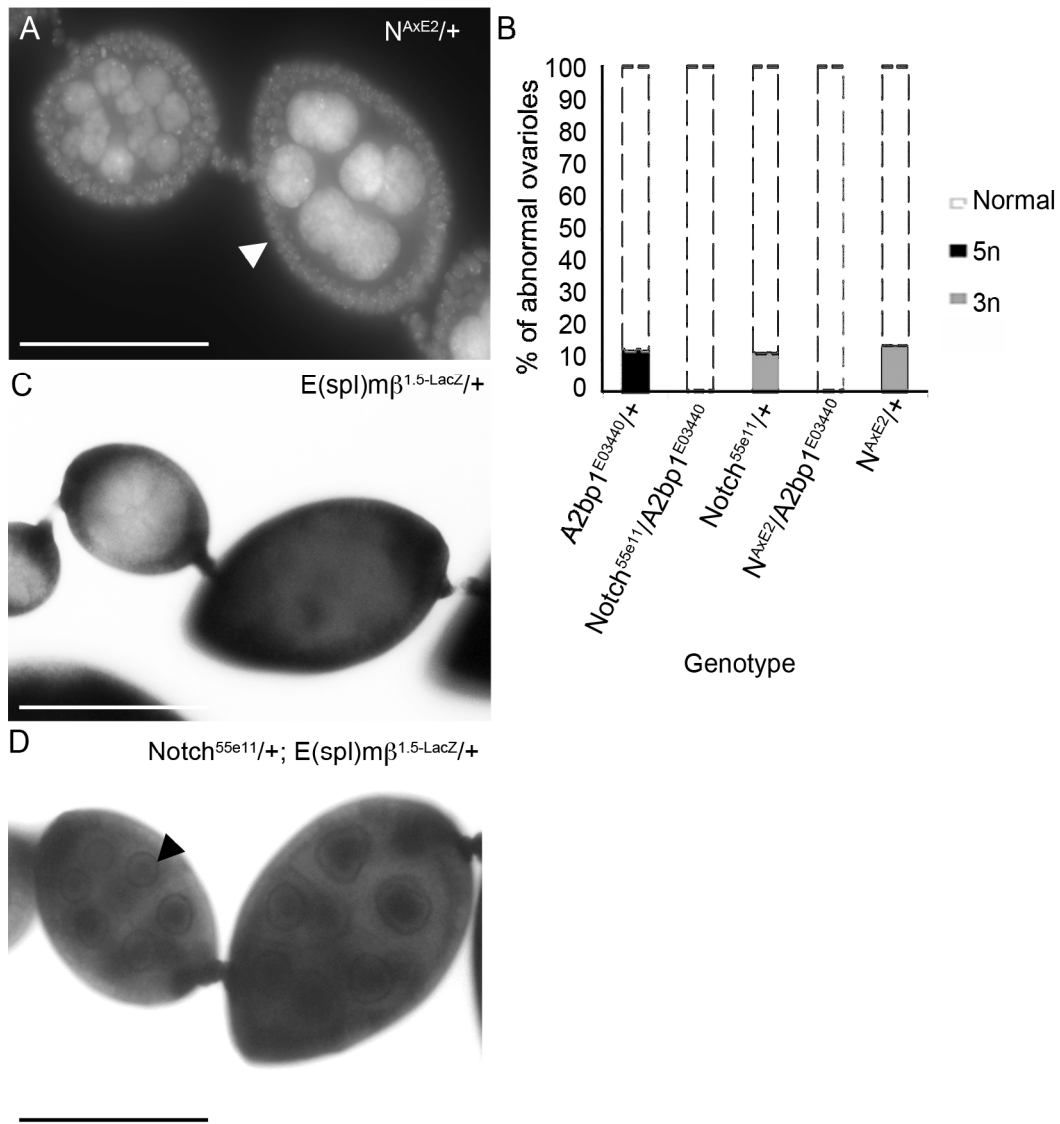 A
N^AxE2/+
B
% of abnormal ovarioles
100
90
80
70
60
50
40
30
20
10
0
A2bp1^E03440/+
Notch^55e11/A2bp1^E03440
Notch^55e11/+
N^AxE2/A2bp1^E03440
N^AxE2/+
Genotype
Normal
5n
3n
C
E(spl)mβ^1.5-LacZ/+
D
Notch^55e11/+; E(spl)mβ^1.5-LacZ/+